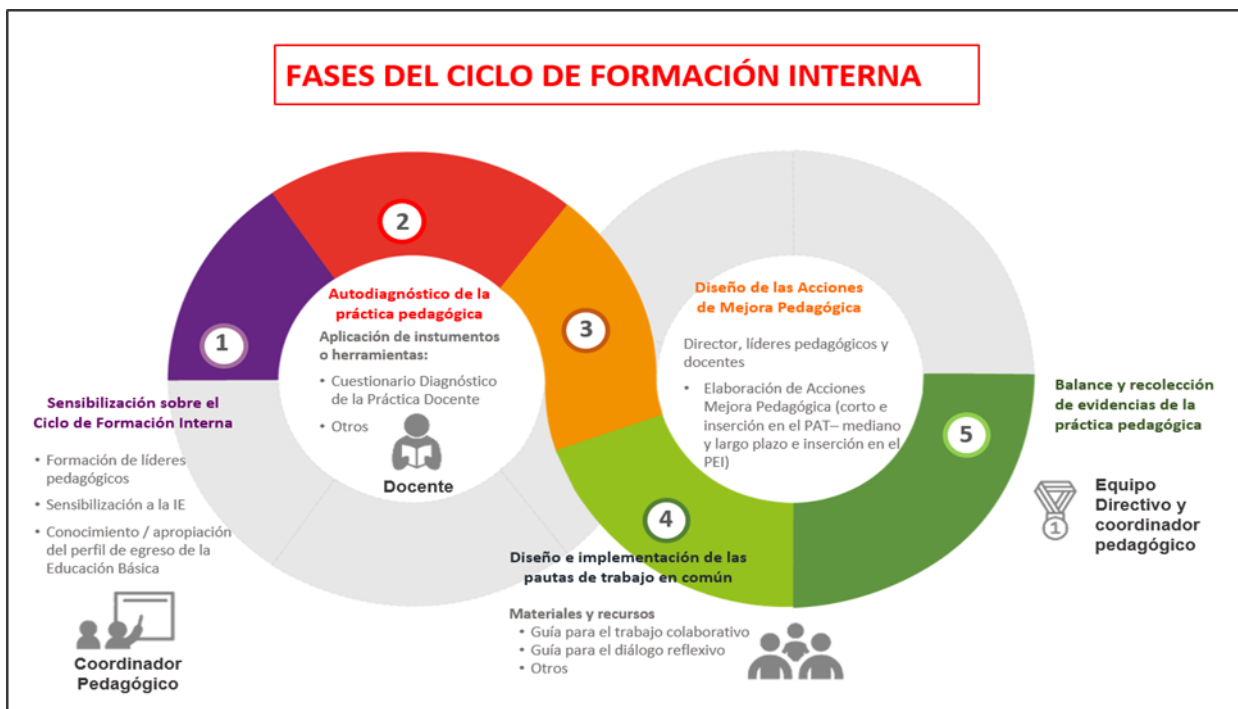 FASES DEL CICLO DE FORMACIÓN INTERNA
1
Sensibilización sobre el
Ciclo de Formación Interna
• Formación de líderes
pedagógicos
• Sensibilización a la IE
• Conocimiento / apropiación
del perfil de egreso de la
Educación Básica
Coordinador
Pedagógico
2
Autodiagnóstico de la
práctica pedagógica
Aplicación de instumentos
o herramientas:
• Cuestionario Diagnóstico
de la Práctica Docente
• Otros
Docente
3
Diseño de las Acciones
de Mejora Pedagógica
Director, líderes pedagógicos y
docentes
• Elaboración de Acciones
Mejora Pedagógica (corto e
inserción en el PAT– mediano
y largo plazo e inserción en el
PEI)
4
Diseño e implementación de las
pautas de trabajo en común
Materiales y recursos
• Guía para el trabajo colaborativo
• Guía para el diálogo reflexivo
• Otros
5
Balance y recolección
de evidencias de la
práctica pedagógica
1
Equipo
Directivo y
coordinador
pedagógico